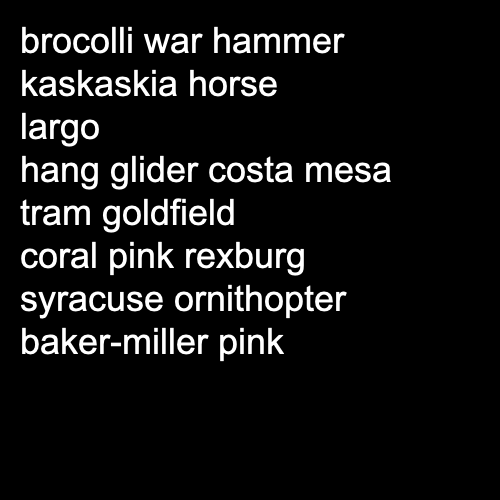 brocolli war hammer
kaskaskia horse
largo
hang glider costa mesa
tram goldfield
coral pink rexburg
syracuse ornithopter
baker-miller pink